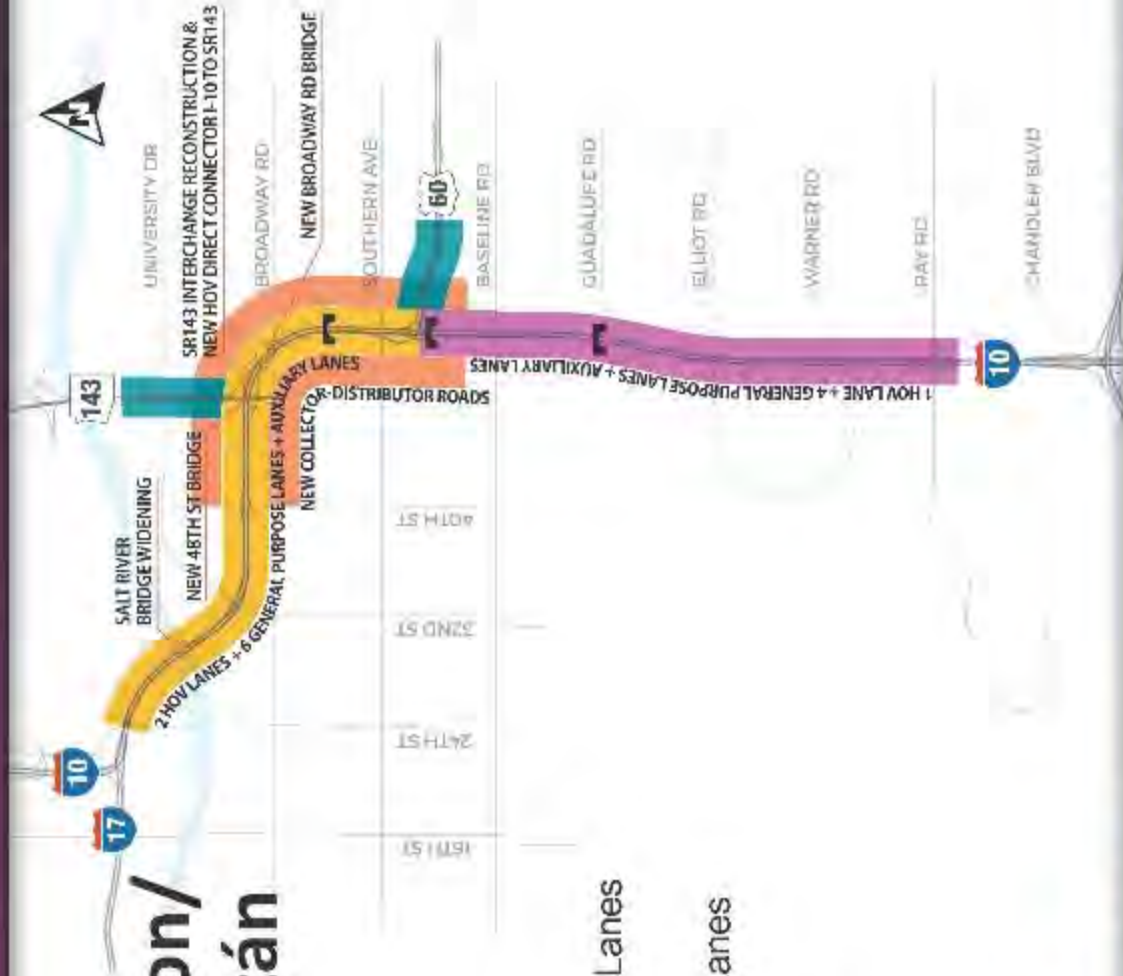 N
UNIVERSITY DR
SR143 INTERCHANGE RECONSTRUCTION &
NEW HOV DIRECT CONNECTOR I-10 TO SR143
BROADWAY RD
NEW BROADWAY RD BRIDGE
SOUTHERN AVE
60
BASELINE RD
GUADALUPE RD
ELLIOT RD
WARNER RD
RAY RD
CHANDLER BLVD
143
SALT RIVER
BRIDGE WIDENING
NEW 48TH ST BRIDGE
2 HOV LANES + 6 GENERAL PURPOSE LANES + AUXILIARY LANES
NEW COLLECTOR-DISTRIBUTOR ROADS
1 HOV LANE + 4 GENERAL PURPOSE LANES + AUXILIARY LANES
10
40TH ST
32ND ST
24TH ST
16TH ST
10
17
on/
án
Lanes
anes